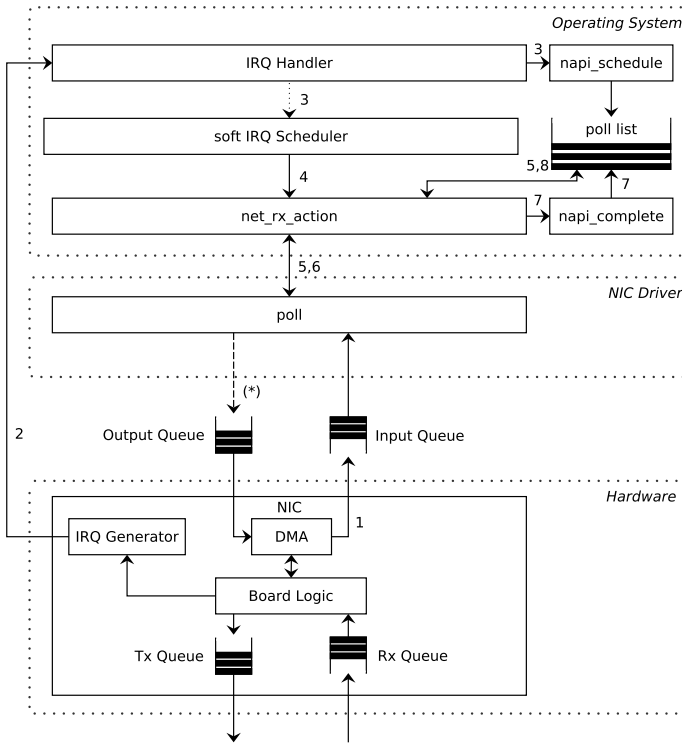 Operating System
IRQ Handler
3
napi_schedule
3
soft IRQ Scheduler
poll list
4
5,8
7
net_rx_action
7
napi_complete
5,6
NIC Driver
poll
(*)
2
Output Queue
Input Queue
Hardware
NIC
IRQ Generator
DMA
1
Board Logic
Tx Queue
Rx Queue